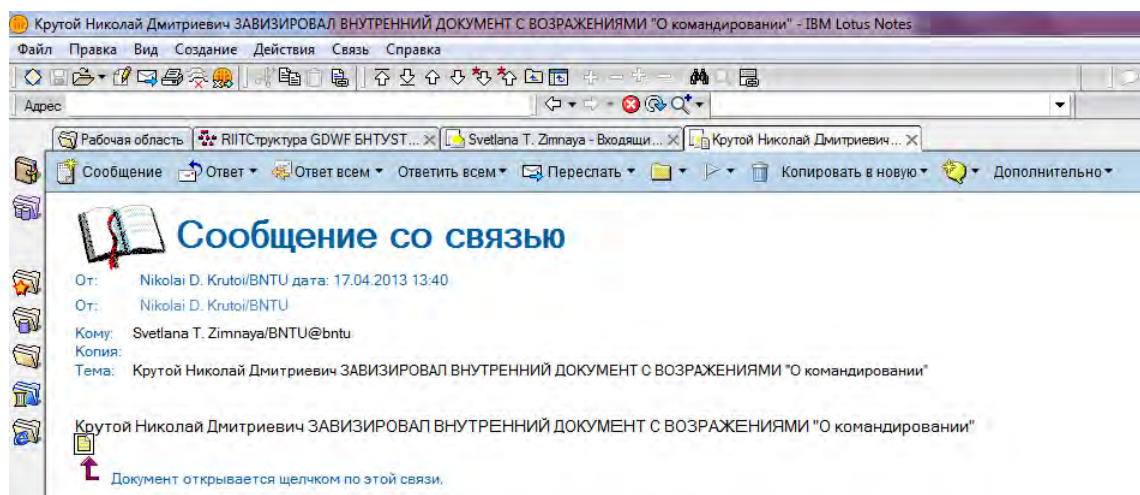 Крутой Николай Дмитриевич ЗАВИЗИРОВАЛ ВНУТРЕННИЙ ДОКУМЕНТ С ВОЗРАЖЕНИЯМИ "О командировании" - IBM Lotus Notes
Файл Правка Вид Создание Действия Связь Справка
Адрес
Рабочая область RIITСтруктура GDWF БНТУST... Svetlana T. Zimnaya - Входящи... Крутой Николай Дмитриевич ...
Сообщение Ответ Ответ всем Ответить всем Переслать Копировать в новую Дополнительно
Сообщение со связью
От: Nikolai D. Krutoi/BNTU дата: 17.04.2013 13:40
От: Nikolai D. Krutoi/BNTU
Кому: Svetlana T. Zimnaya/BNTU@bntu
Копия:
Тема: Крутой Николай Дмитриевич ЗАВИЗИРОВАЛ ВНУТРЕННИЙ ДОКУМЕНТ С ВОЗРАЖЕНИЯМИ "О командировании"
Крутой Николай Дмитриевич ЗАВИЗИРОВАЛ ВНУТРЕННИЙ ДОКУМЕНТ С ВОЗРАЖЕНИЯМИ "О командировании"
Документ открывается щелчком по этой связи.